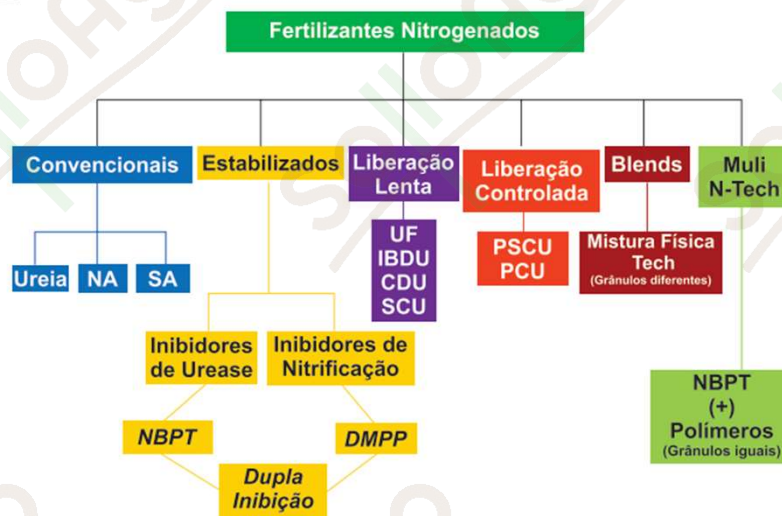 Fertilizantes Nitrogenados
Convencionais
Estabilizados
Liberação
Lenta
Liberação
Controlada
Blends
Muli
N-Tech
Ureia
NA
SA
UF
IBDU
CDU
SCU
PSCU
PCU
Mistura Física
Tech
(Grânulos diferentes)
Inibidores
de Urease
Inibidores de
Nitrificação
NBPT
DMPP
Dupla
Inibição
NBPT
(+)
Polímeros
(Grânulos iguais)